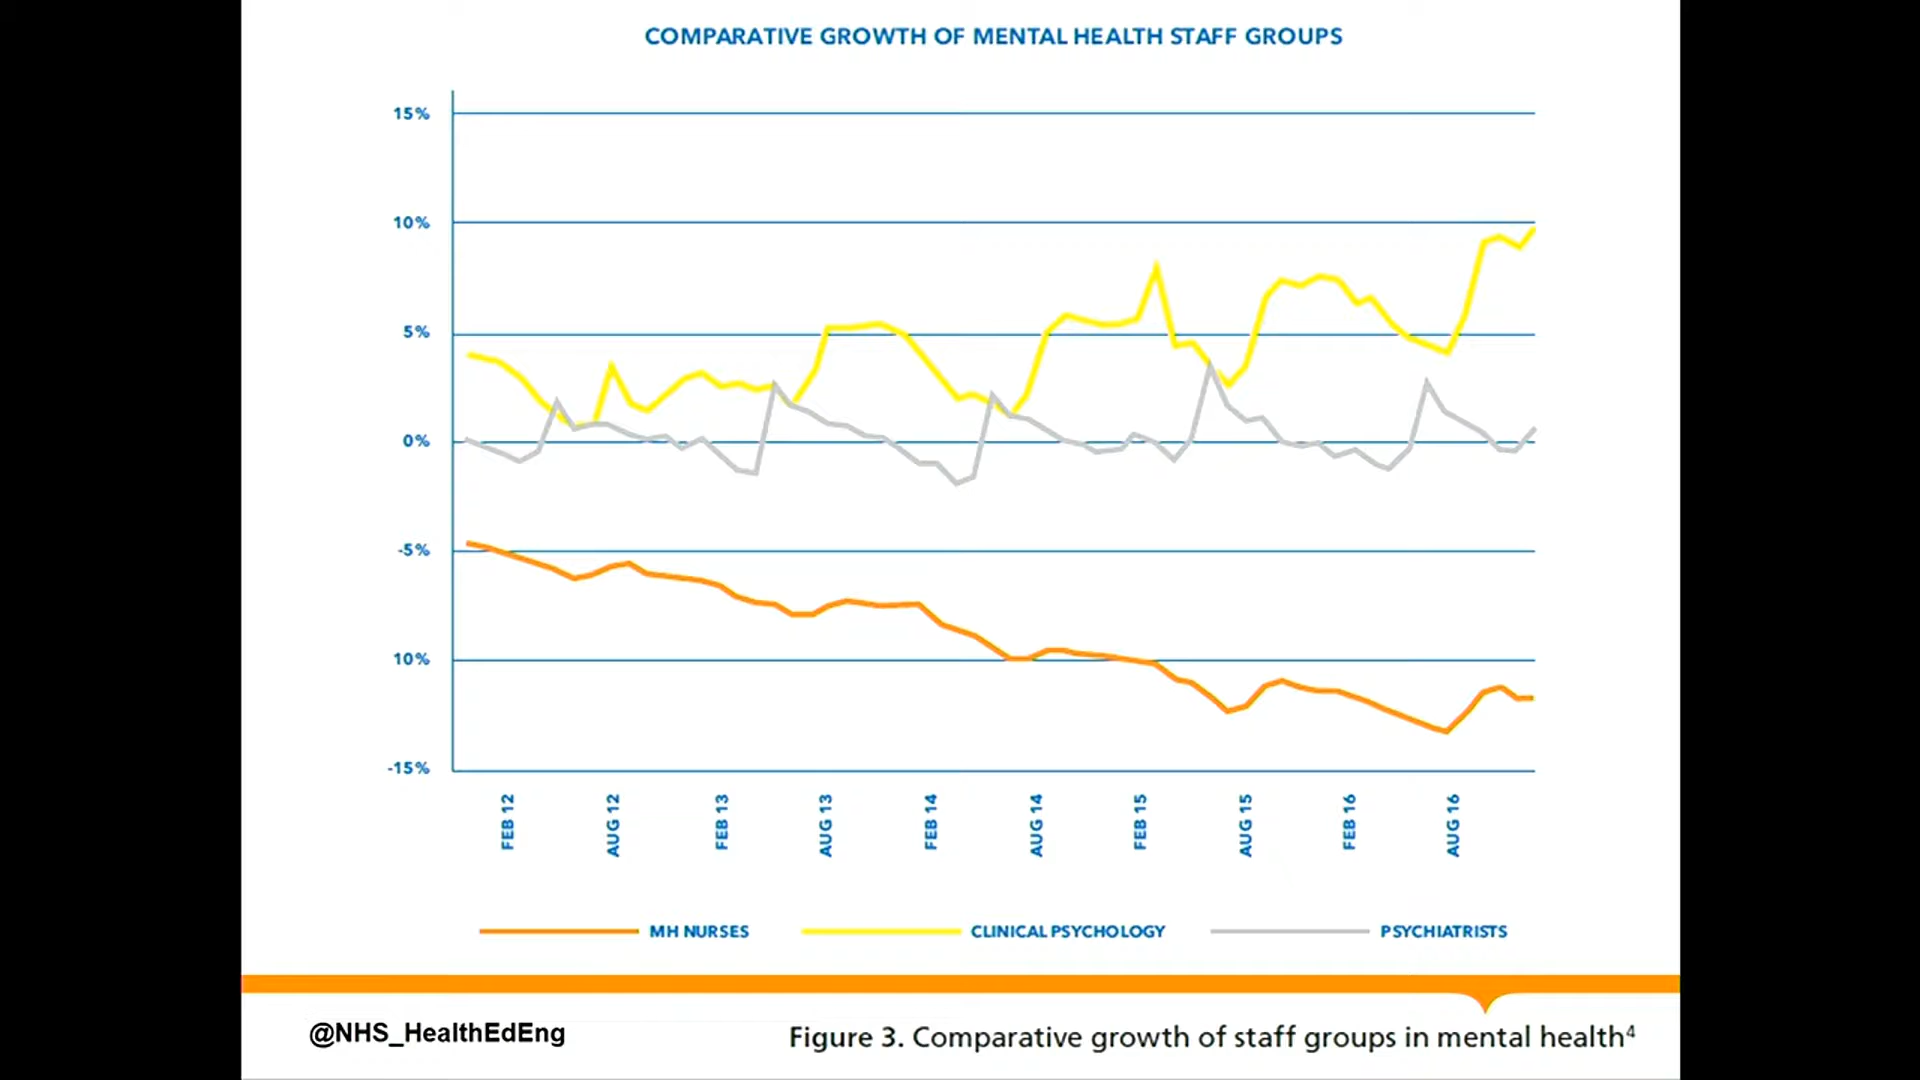 COMPARATIVE GROWTH OF MENTAL HEALTH STAFF GROUPS
15%
10%
5%
0%
-5%
10%
-15%
FEB 12
AUG 12
FEB 13
AUG 13
FEB 14
AUG 14
FEB 15
AUG 15
FEB 16
AUG 16
MH NURSES
CLINICAL PSYCHOLOGY
PSYCHIATRISTS
@NHS_HealthEdEng
Figure 3. Comparative growth of staff groups in mental health⁴